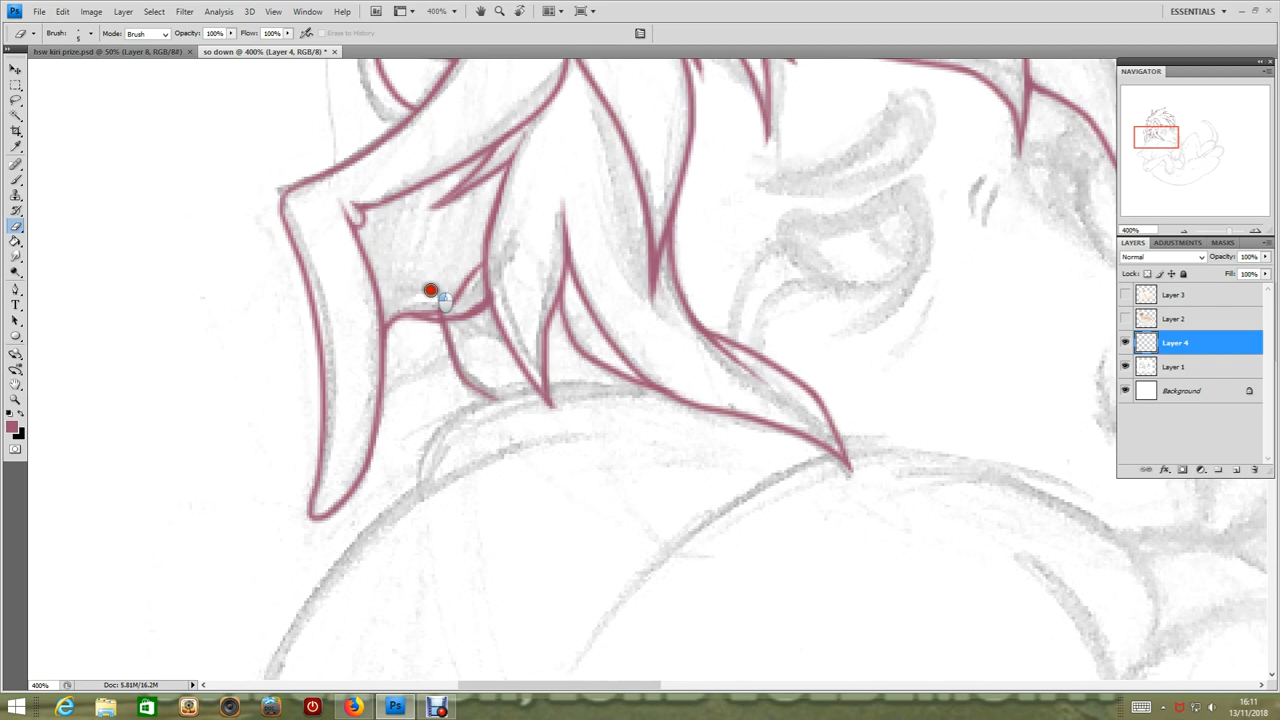 Ps File Edit Image Layer Select Filter Analysis 3D View Window Help 400% ESSENTIALS
Brush: 5 Mode: Brush Opacity: 100% Flow: 100% Erase to History
hsw kiri prize.psd @ 50% (Layer 8, RGB/8#) × so down @ 400% (Layer 4, RGB/8) * ×
NAVIGATOR
400%
LAYERS ADJUSTMENTS MASKS
Normal Opacity: 100%
Lock: Fill: 100%
Layer 3
Layer 2
Layer 4
Layer 1
Background
400% Doc: 5.81M/16.2M
Ps
16:11
13/11/2018